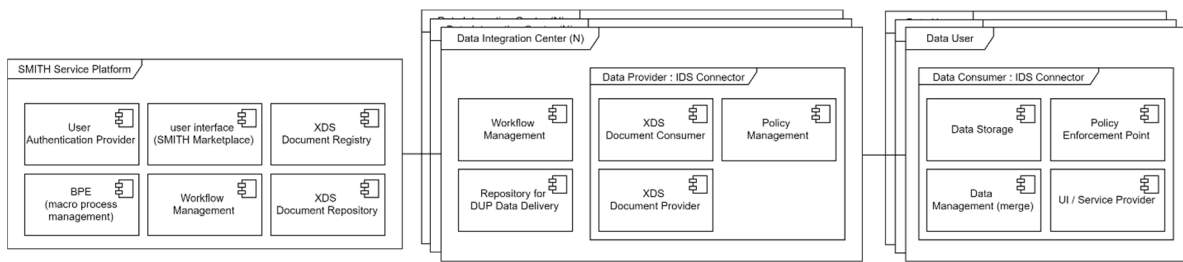 SMITH Service Platform
User
Authentication Provider
user interface
(SMITH Marketplace)
XDS
Document Registry
BPE
(macro process
management)
Workflow
Management
XDS
Document Repository
Data Integration Center (N)
Workflow
Management
Repository for
DUP Data Delivery
Data Provider : IDS Connector
XDS
Document Consumer
Policy
Management
XDS
Document Provider
Data User
Data Consumer : IDS Connector
Data Storage
Policy
Enforcement Point
Data
Management (merge)
UI / Service Provider